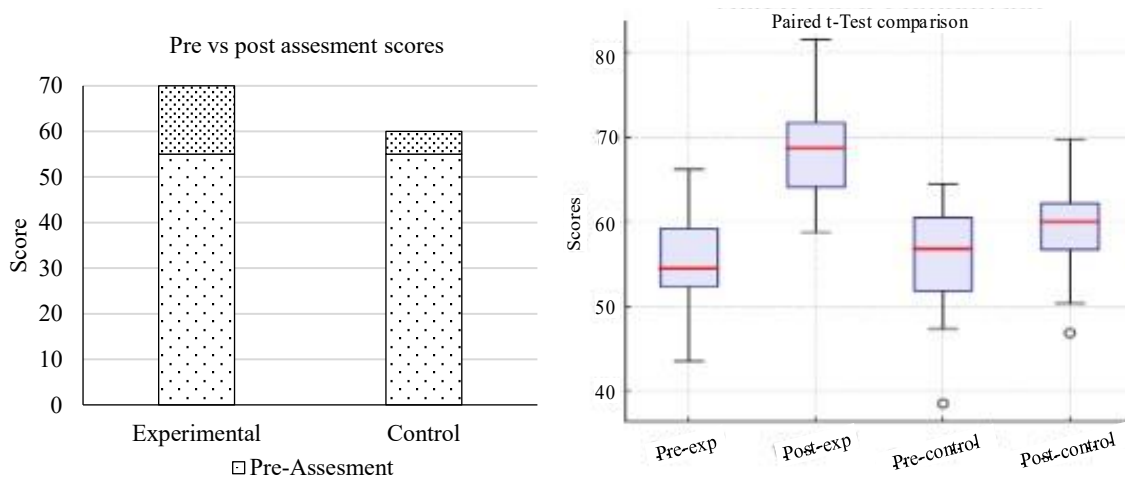 Pre vs post assesment scores
70
60
50
40
30
20
10
0
Score
Experimental
Control
Pre-Assesment
Paired t-Test comparison
80
70
60
50
40
Scores
Pre-exp
Post-exp
Pre-control
Post-control